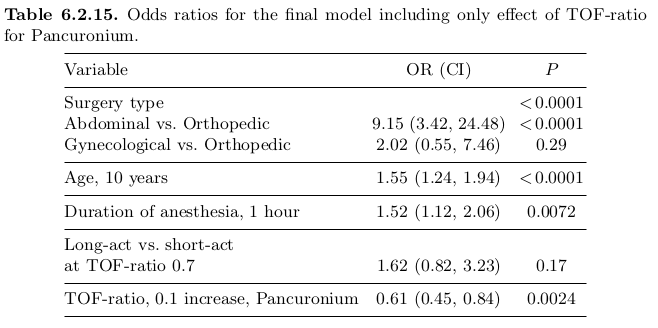 Table 6.2.15. Odds ratios for the final model including only effect of TOF-ratio
for Pancuronium.
Variable OR (CI) P
Surgery type <0.0001
Abdominal vs. Orthopedic 9.15 (3.42, 24.48) <0.0001
Gynecological vs. Orthopedic 2.02 (0.55, 7.46) 0.29
Age, 10 years 1.55 (1.24, 1.94) <0.0001
Duration of anesthesia, 1 hour 1.52 (1.12, 2.06) 0.0072
Long-act vs. short-act
at TOF-ratio 0.7 1.62 (0.82, 3.23) 0.17
TOF-ratio, 0.1 increase, Pancuronium 0.61 (0.45, 0.84) 0.0024